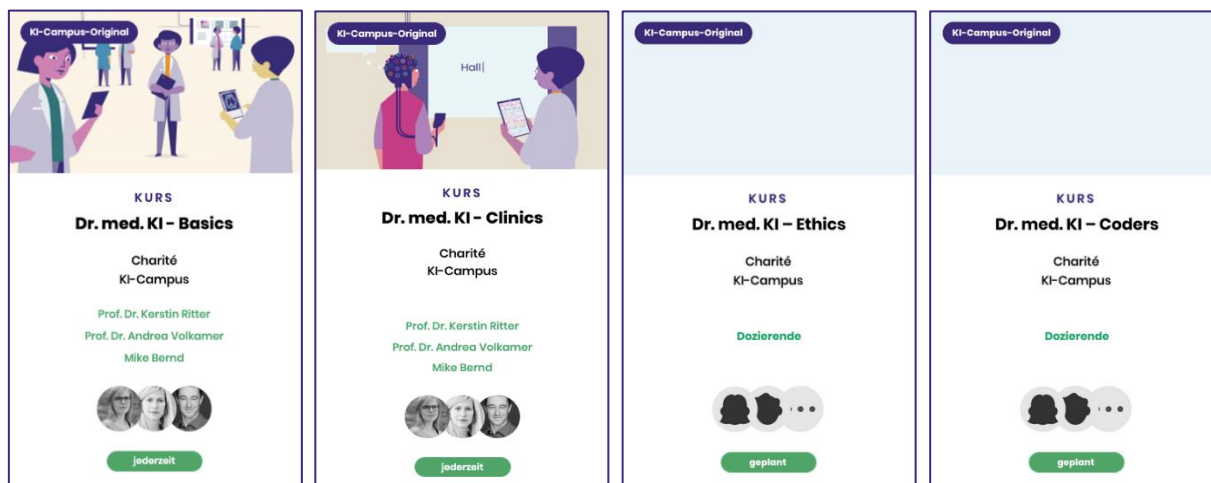 KI-Campus-Original
KURS
Dr. med. KI - Basics
Charité
KI-Campus
Prof. Dr. Kerstin Ritter
Prof. Dr. Andrea Volkamer
Mike Bernd
jederzeit
KI-Campus-Original
Hall
KURS
Dr. med. KI - Clinics
Charité
KI-Campus
Prof. Dr. Kerstin Ritter
Prof. Dr. Andrea Volkamer
Mike Bernd
jederzeit
KI-Campus-Original
KURS
Dr. med. KI – Ethics
Charité
KI-Campus
Dozierende
geplant
KI-Campus-Original
KURS
Dr. med. KI – Coders
Charité
KI-Campus
Dozierende
geplant